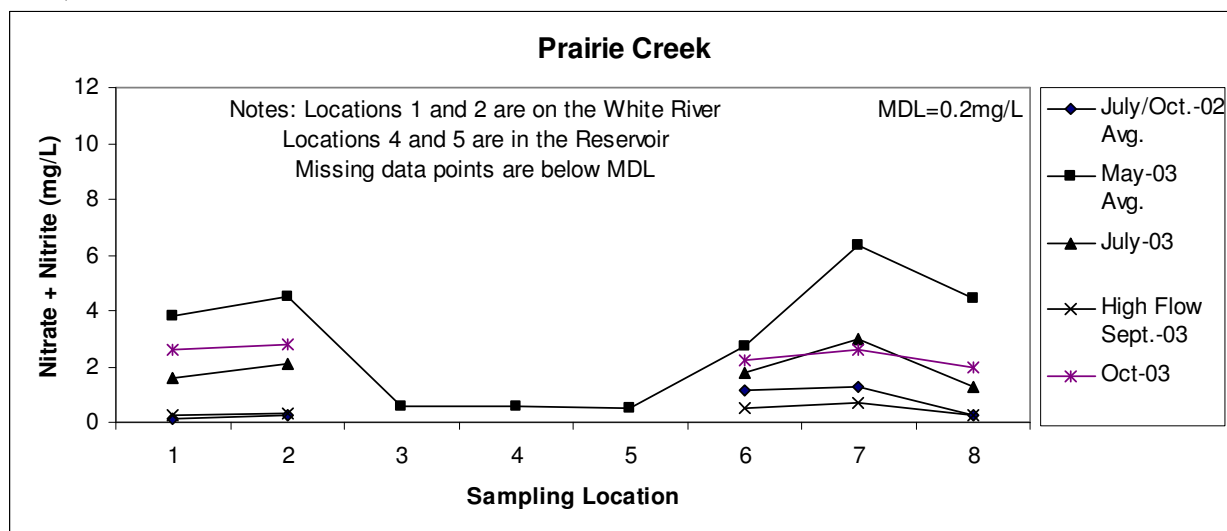 Prairie Creek
Notes: Locations 1 and 2 are on the White River
Locations 4 and 5 are in the Reservoir
Missing data points are below MDL
MDL=0.2mg/L
Nitrate + Nitrite (mg/L)
12
10
8
6
4
2
0
1 2 3 4 5 6 7 8
Sampling Location
July/Oct.-02
Avg.
May-03
Avg.
July-03
High Flow
Sept.-03
Oct-03